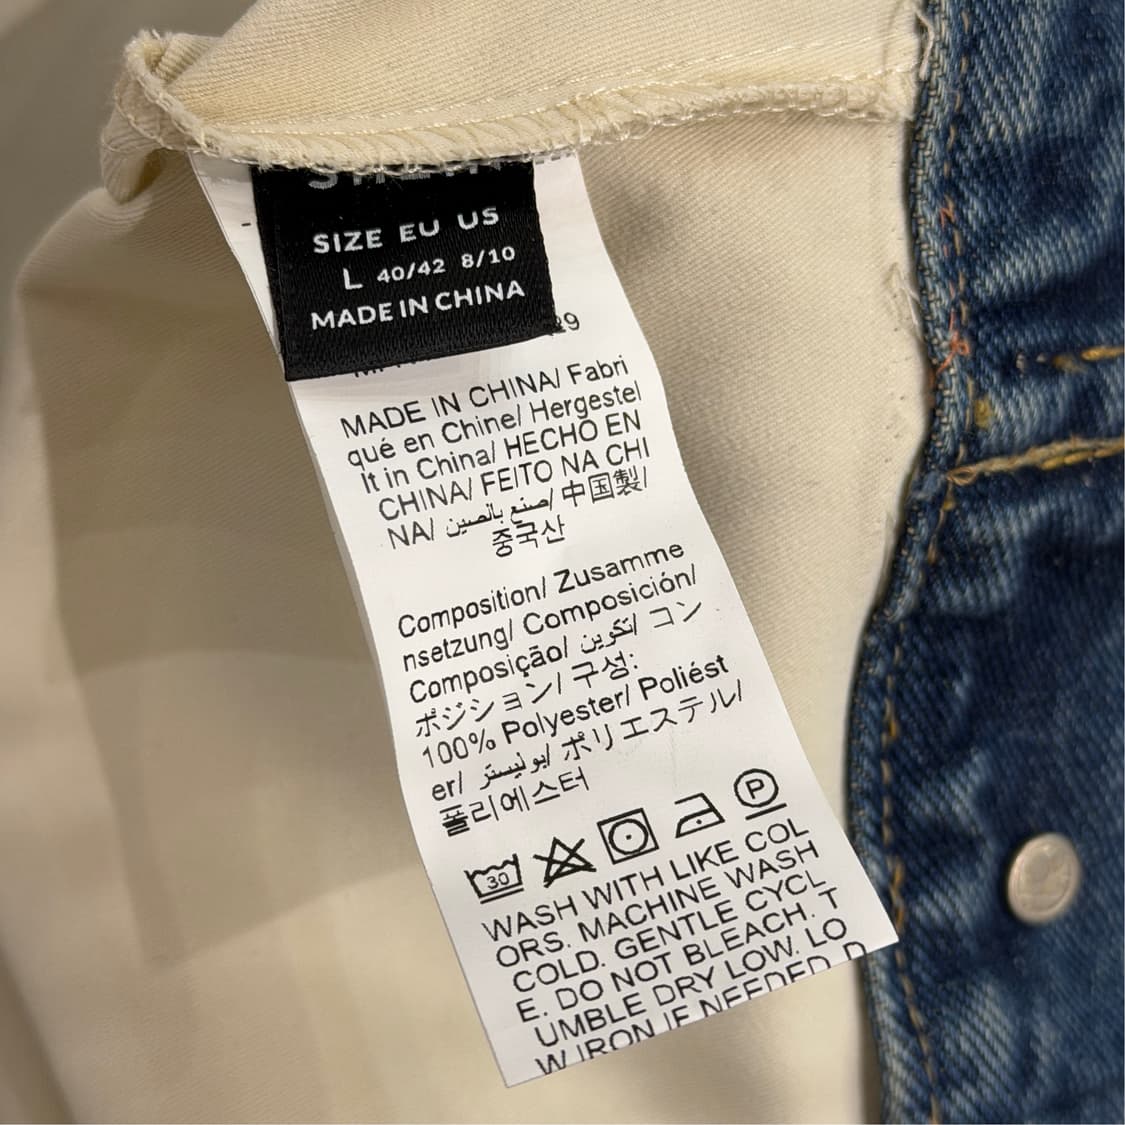 SIZE EU US
L 40/42 8/10
MADE IN CHINA
MADE IN CHINA/ Fabri
qué en Chine/ Hergestel
lt in China/ HECHO EN
CHINA/ FEITO NA CHI
NA/ صنع بالصين/ 中国製/
중국산
Composition/ Zusamme
nsetzung/ Composición/
Composição/ تكوين/ コン
ポジション/ 구성:
100% Polyester/ Poliést
er/ بوليستر/ ポリエステル/
폴리에스터
30 P
WASH WITH LIKE COL
ORS. MACHINE WASH
COLD. GENTLE CYCL
E. DO NOT BLEACH. T
UMBLE DRY LOW. LO
W IRON IF NEEDED. D